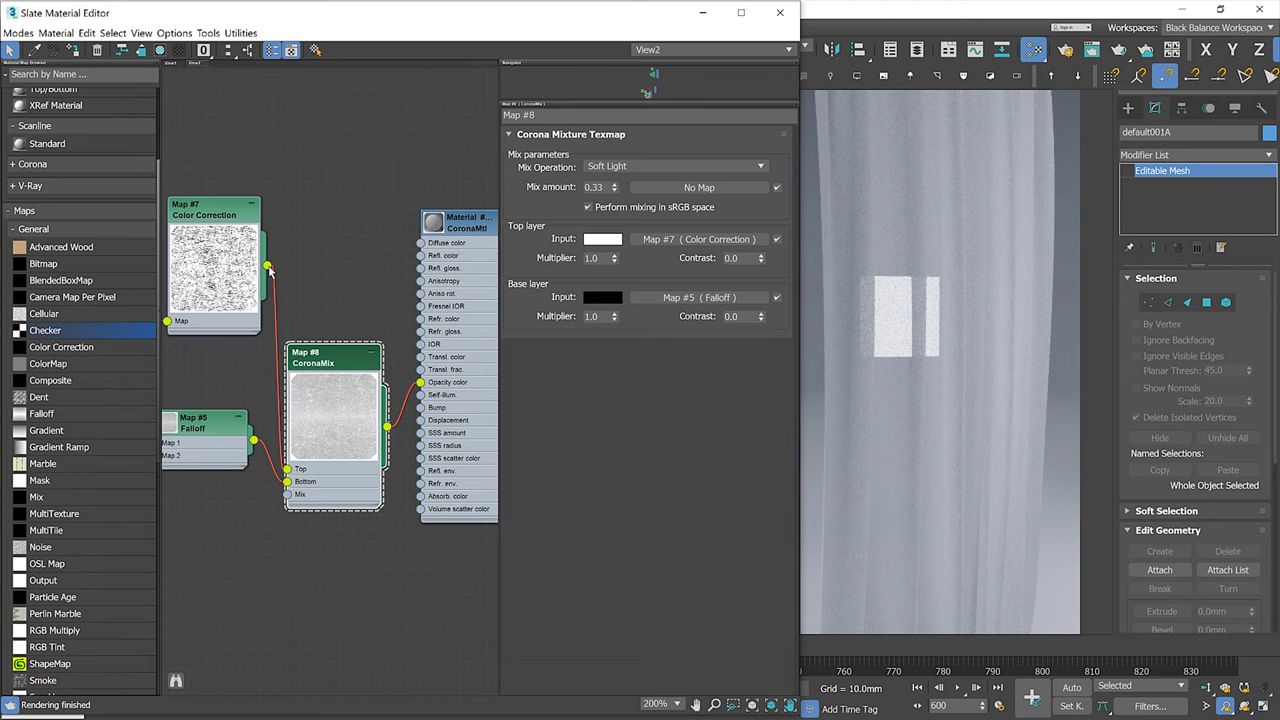 Slate Material Editor
Modes Material Edit Select View Options Tools Utilities
View2
Material Map Browser
View1 View2
Navigator
Search by Name ...
Top/Bottom
XRef Material
Scanline
Standard
Corona
V-Ray
Maps
General
Advanced Wood
Bitmap
BlendedBoxMap
Camera Map Per Pixel
Cellular
Checker
Color Correction
ColorMap
Composite
Dent
Falloff
Gradient
Gradient Ramp
Marble
Mask
Mix
MultiTexture
MultiTile
Noise
OSL Map
Output
Particle Age
Perlin Marble
RGB Multiply
RGB Tint
ShapeMap
Smoke
Rendering finished
Map #7
Color Correction
Map
Map #5
Falloff
Map 1
Map 2
Map #8
CoronaMix
Top
Bottom
Mix
Material #...
CoronaMtl
Diffuse color
Refl. color
Refl. gloss.
Anisotropy
Aniso rot.
Fresnel IOR
Refr. color
Refr. gloss.
IOR
Transl. color
Transl. frac.
Opacity color
Self-illum.
Bump
Displacement
SSS amount
SSS radius
SSS scatter color
Refl. env.
Refr. env.
Absorb. color
Volume scatter color
200%
Map #8 ( CoronaMix )
Map #8
Corona Mixture Texmap
Mix parameters
Mix Operation: Soft Light
Mix amount: 0.33 No Map
Perform mixing in sRGB space
Top layer
Input: Map #7 ( Color Correction )
Multiplier: 1.0 Contrast: 0.0
Base layer
Input: Map #5 ( Falloff )
Multiplier: 1.0 Contrast: 0.0
Sign In
Workspaces: Black Balance Workspa...
X Y Z
default001A
Modifier List
Editable Mesh
Selection
By Vertex
Ignore Backfacing
Ignore Visible Edges
Planar Thresh: 45.0
Show Normals
Scale: 20.0
Delete Isolated Vertices
Hide Unhide All
Named Selections:
Copy Paste
Whole Object Selected
Soft Selection
Edit Geometry
Create Delete
Attach Attach List
Break Turn
Extrude 0.0mm
Bevel 0.0mm
760 770 780 790 800 810 820 830
Grid = 10.0mm
Add Time Tag
600
Auto Selected
Set K. Filters...